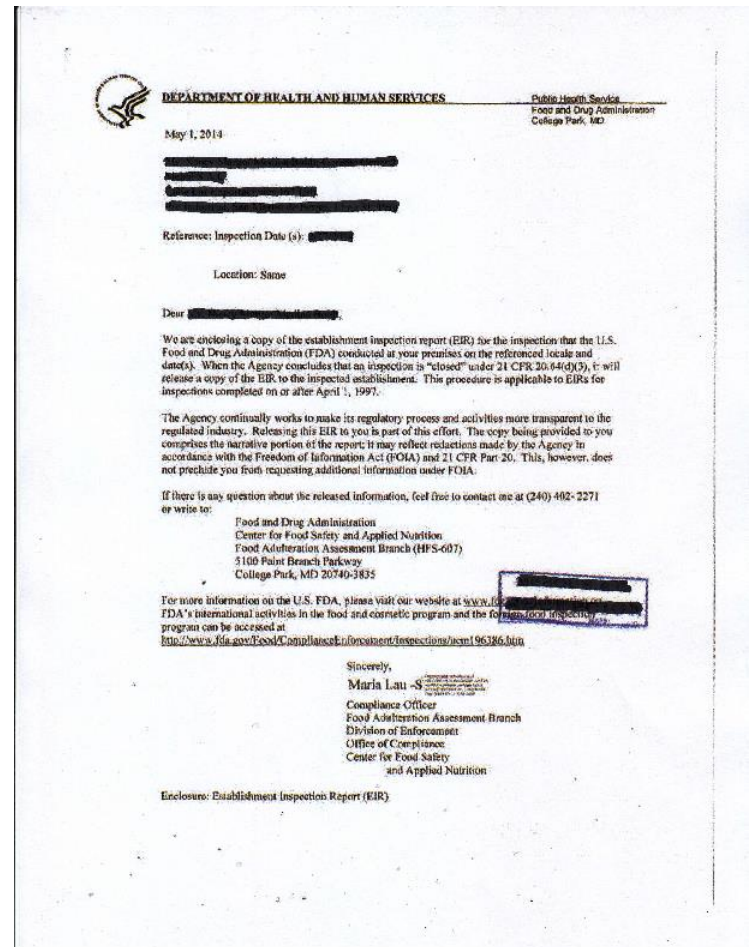 DEPARTMENT OF HEALTH AND HUMAN SERVICES
Public Health Service
Food and Drug Administration
College Park, MD
May 1, 2014
Reference: Inspection Date (s):
Location: Same
Dear
We are enclosing a copy of the establishment inspection report (EIR) for the inspection that the U.S.
Food and Drug Administration (FDA) conducted at your premises on the referenced locale and
date(s). When the Agency concludes that an inspection is "closed" under 21 CFR 20.64(d)(3), it will
release a copy of the EIR to the inspected establishment. This procedure is applicable to EIRs for
inspections completed on or after April 1, 1997.
The Agency continually works to make its regulatory process and activities more transparent to the
regulated industry. Releasing this EIR to you is part of this effort. The copy being provided to you
comprises the narrative portion of the report; it may reflect redactions made by the Agency in
accordance with the Freedom of Information Act (FOIA) and 21 CFR Part 20. This, however, does
not preclude you from requesting additional information under FOIA.
If there is any question about the released information, feel free to contact me at (240) 402- 2271
or write to:
Food and Drug Administration
Center for Food Safety and Applied Nutrition
Food Adulteration Assessment Branch (HFS-607)
5100 Paint Branch Parkway
College Park, MD 20740-3835
For more information on the U.S. FDA, please visit our website at
FDA's international activities in the food and cosmetic program and the foreign food inspection
program can be accessed at
http://www.fda.gov/Food/ComplianceEnforcement/Inspections/ucm196386.htm
Sincerely,
Maria Lau -S
Compliance Officer
Food Adulteration Assessment Branch
Division of Enforcement
Office of Compliance
Center for Food Safety
and Applied Nutrition
Enclosure: Establishment Inspection Report (EIR)